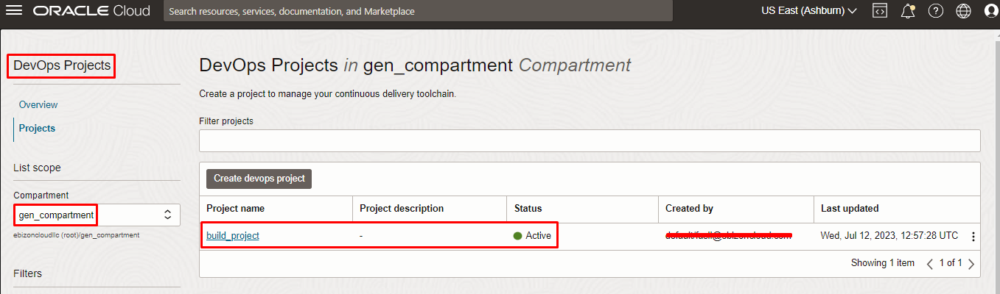 ORACLE Cloud
Search resources, services, documentation, and Marketplace
US East (Ashburn)
DevOps Projects
Overview
Projects
List scope
Compartment
gen_compartment
ebizoncloudllc (root)/gen_compartment
Filters
DevOps Projects in gen_compartment Compartment
Create a project to manage your continuous delivery toolchain.
Filter projects
Create devops project
Project name Project description Status Created by Last updated
build_project - Active Wed, Jul 12, 2023, 12:57:28 UTC
Showing 1 item 1 of 1